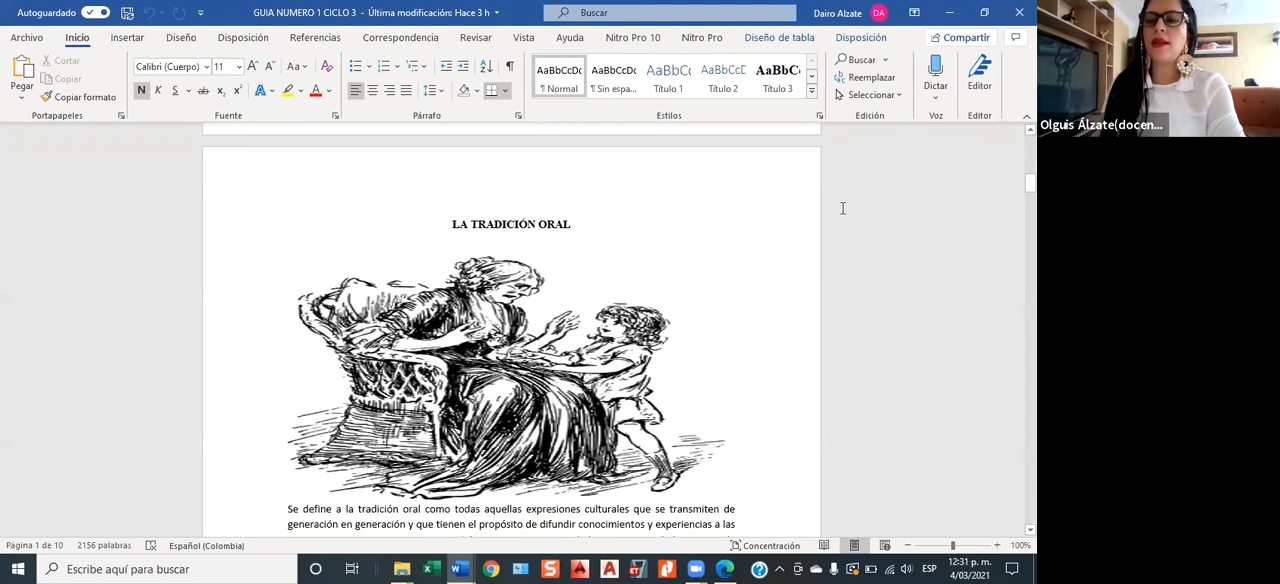 Autoguardado
GUIA NUMERO 1 CICLO 3 - Última modificación: Hace 3 h
Buscar
Dairo Alzate DA
Archivo Inicio Insertar Diseño Disposición Referencias Correspondencia Revisar Vista Ayuda Nitro Pro 10 Nitro Pro Diseño de tabla Disposición Compartir
Pegar
Cortar
Copiar
Copiar formato
Portapapeles
Calibri (Cuerpo) 11
N K S
Fuente
Párrafo
AaBbCcDc AaBbCcDc AaBbCc AaBbCcD AaBbC
¶ Normal ¶ Sin espa... Título 1 Título 2 Título 3
Estilos
Buscar
Reemplazar
Seleccionar
Edición
Dictar
Voz
Editor
Editor
Olguis Álzate(docen...
LA TRADICIÓN ORAL
Se define a la tradición oral como todas aquellas expresiones culturales que se transmiten de
generación en generación y que tienen el propósito de difundir conocimientos y experiencias a las
Página 1 de 10 2156 palabras Español (Colombia) Concentración 100%
Escribe aquí para buscar
ESP
12:31 p. m.
4/03/2021